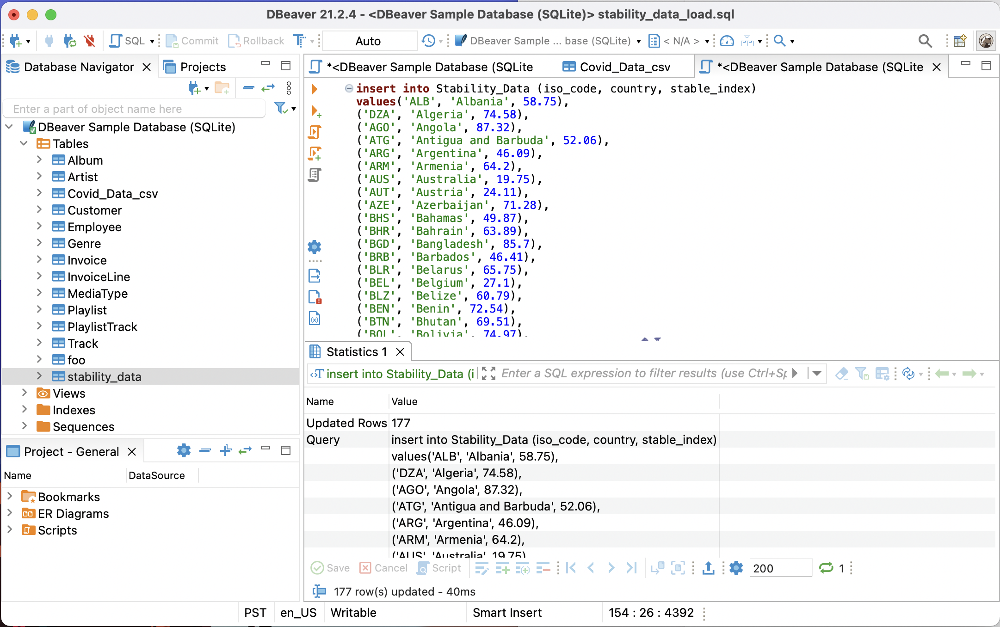 DBeaver 21.2.4 - <DBeaver Sample Database (SQLite)> stability_data_load.sql
SQL
Commit
Rollback
Auto
DBeaver Sample ... base (SQLite)
< N/A >
Database Navigator
Projects
Enter a part of object name here
DBeaver Sample Database (SQLite)
Tables
Album
Artist
Covid_Data_csv
Customer
Employee
Genre
Invoice
InvoiceLine
MediaType
Playlist
PlaylistTrack
Track
foo
stability_data
Views
Indexes
Sequences
Project - General
Name DataSource
Bookmarks
ER Diagrams
Scripts
*<DBeaver Sample Database (SQLite
Covid_Data_csv
*<DBeaver Sample Database (SQLite
insert into Stability_Data (iso_code, country, stable_index)
values('ALB', 'Albania', 58.75),
('DZA', 'Algeria', 74.58),
('AGO', 'Angola', 87.32),
('ATG', 'Antigua and Barbuda', 52.06),
('ARG', 'Argentina', 46.09),
('ARM', 'Armenia', 64.2),
('AUS', 'Australia', 19.75),
('AUT', 'Austria', 24.11),
('AZE', 'Azerbaijan', 71.28),
('BHS', 'Bahamas', 49.87),
('BHR', 'Bahrain', 63.89),
('BGD', 'Bangladesh', 85.7),
('BRB', 'Barbados', 46.41),
('BLR', 'Belarus', 65.75),
('BEL', 'Belgium', 27.1),
('BLZ', 'Belize', 60.79),
('BEN', 'Benin', 72.54),
('BTN', 'Bhutan', 69.51),
('BOL', 'Bolivia', 74.97),
Statistics 1
insert into Stability_Data (i
Enter a SQL expression to filter results (use Ctrl+Sp
Name Value
Updated Rows 177
Query insert into Stability_Data (iso_code, country, stable_index)
values('ALB', 'Albania', 58.75),
('DZA', 'Algeria', 74.58),
('AGO', 'Angola', 87.32),
('ATG', 'Antigua and Barbuda', 52.06),
('ARG', 'Argentina', 46.09),
('ARM', 'Armenia', 64.2),
('AUS', 'Australia', 19.75),
Save
Cancel
Script
200
1
177 row(s) updated - 40ms
PST en_US Writable Smart Insert 154 : 26 : 4392